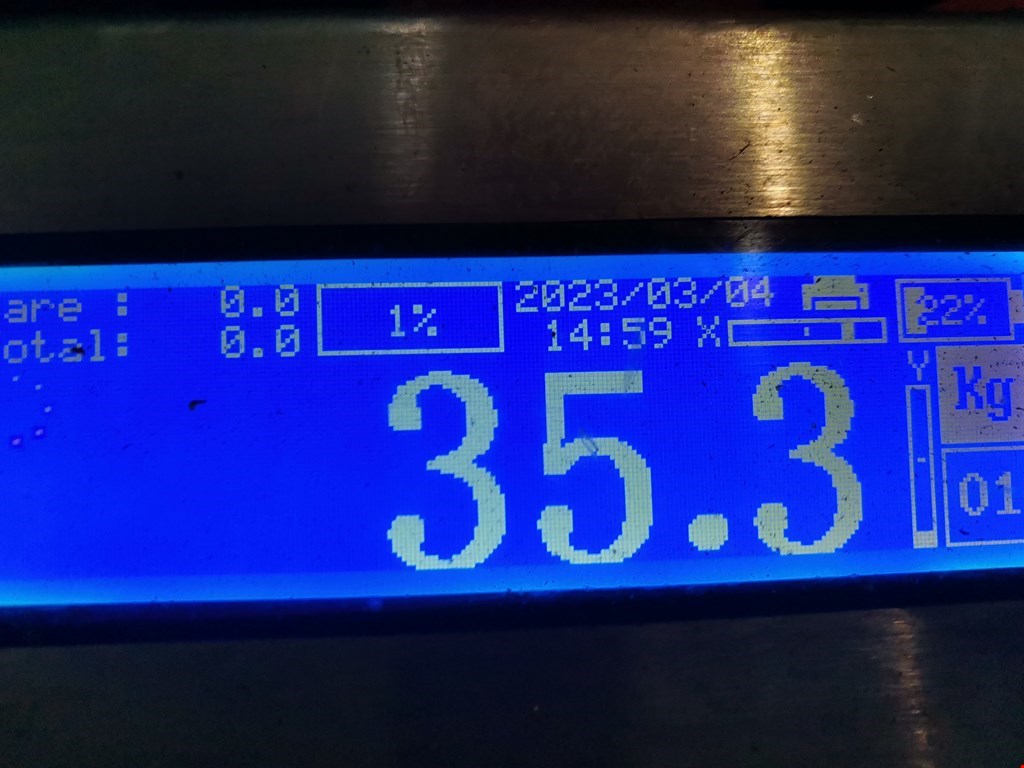 are : 0.0 1% 2023/03/04 22%
otal: 0.0 14:59 X
Y
35.3 Kg
01